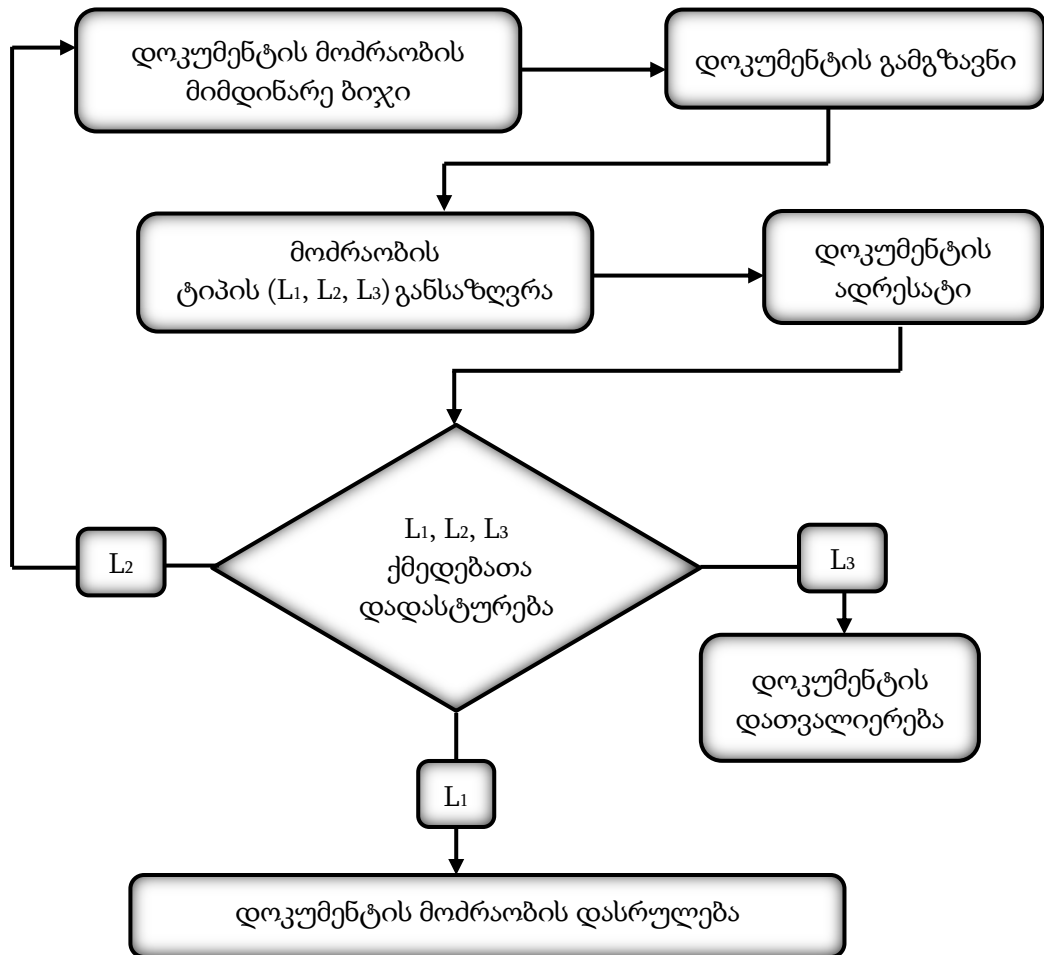 დოკუმენტის მოძრაობის
მიმდინარე ბიჯი
დოკუმენტის გამგზავნი
მოძრაობის
ტიპის (L₁, L₂, L₃) განსაზღვრა
დოკუმენტის
ადრესატი
L₁, L₂, L₃
ქმედებათა
დადასტურება
L₂
L₃
დოკუმენტის
დათვალიერება
L₁
დოკუმენტის მოძრაობის დასრულება